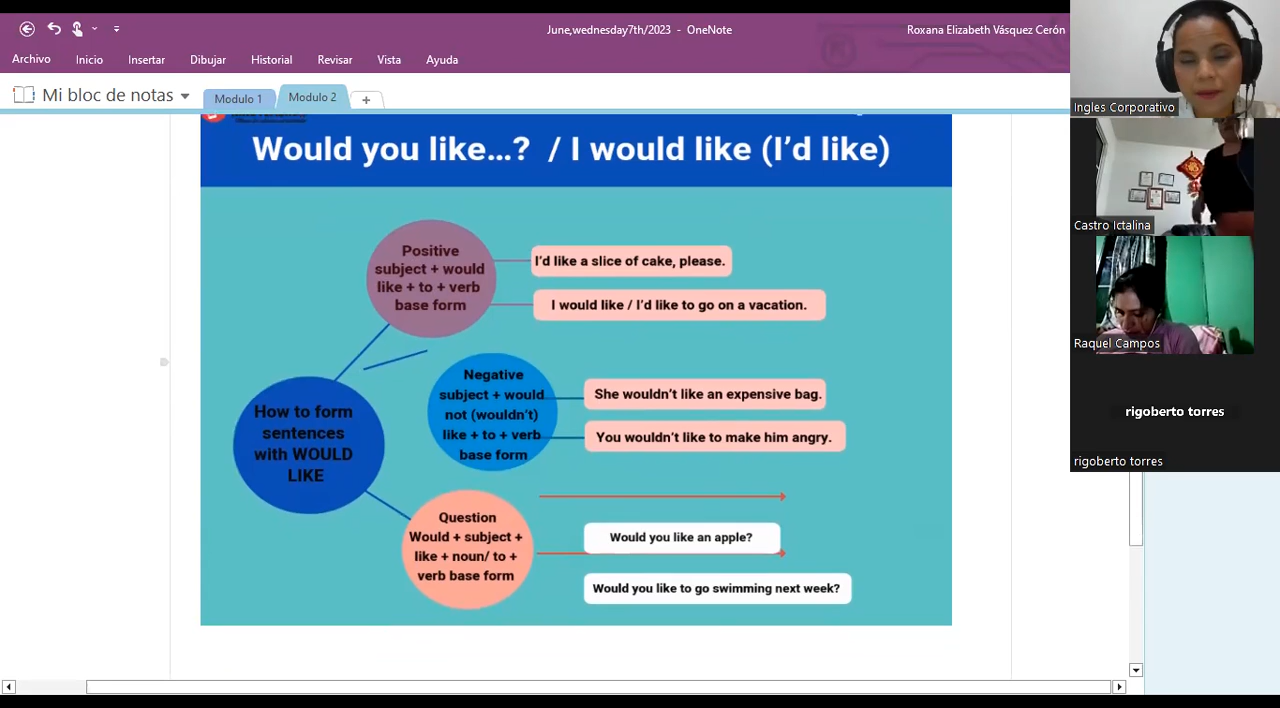 June,wednesday7th/2023 - OneNote
Roxana Elizabeth Vásquez Cerón
Archivo Inicio Insertar Dibujar Historial Revisar Vista Ayuda
Mi bloc de notas
Modulo 1
Modulo 2
Would you like...? / I would like (I'd like)
Positive
subject + would
like + to + verb
base form
I'd like a slice of cake, please.
I would like / I'd like to go on a vacation.
How to form
sentences
with WOULD
LIKE
Negative
subject + would
not (wouldn't)
like + to + verb
base form
She wouldn't like an expensive bag.
You wouldn't like to make him angry.
Question
Would + subject +
like + noun/ to +
verb base form
Would you like an apple?
Would you like to go swimming next week?
Ingles Corporativo
Castro Ictalina
Raquel Campos
rigoberto torres
rigoberto torres